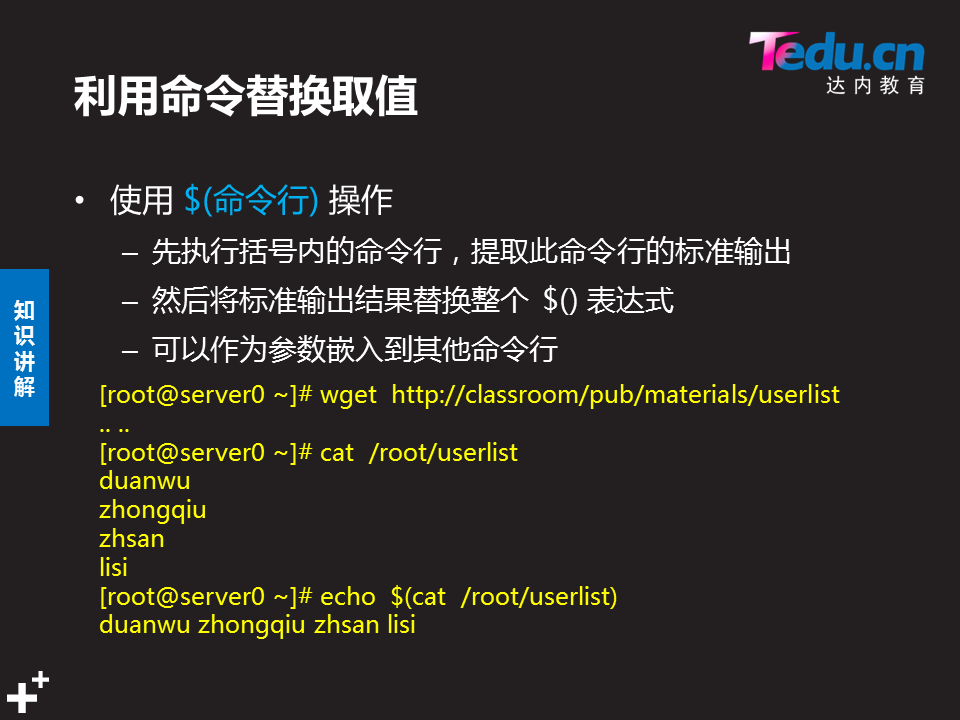 Tedu.cn
达内教育
利用命令替换取值
• 使用 $(命令行) 操作
– 先执行括号内的命令行，提取此命令行的标准输出
– 然后将标准输出结果替换整个 $() 表达式
– 可以作为参数嵌入到其他命令行
知识讲解
[root@server0 ~]# wget  http://classroom/pub/materials/userlist
.. ..
[root@server0 ~]# cat  /root/userlist
duanwu
zhongqiu
zhsan
lisi
[root@server0 ~]# echo  $(cat  /root/userlist)
duanwu zhongqiu zhsan lisi